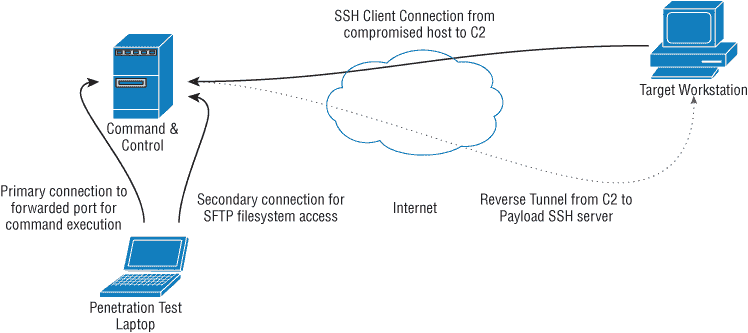 SSH Client Connection from
compromised host to C2
Target Workstation
Command &
Control
Primary connection to
forwarded port for
command execution
Secondary connection for
SFTP filesystem access
Internet
Reverse Tunnel from C2 to
Payload SSH server
Penetration Test
Laptop